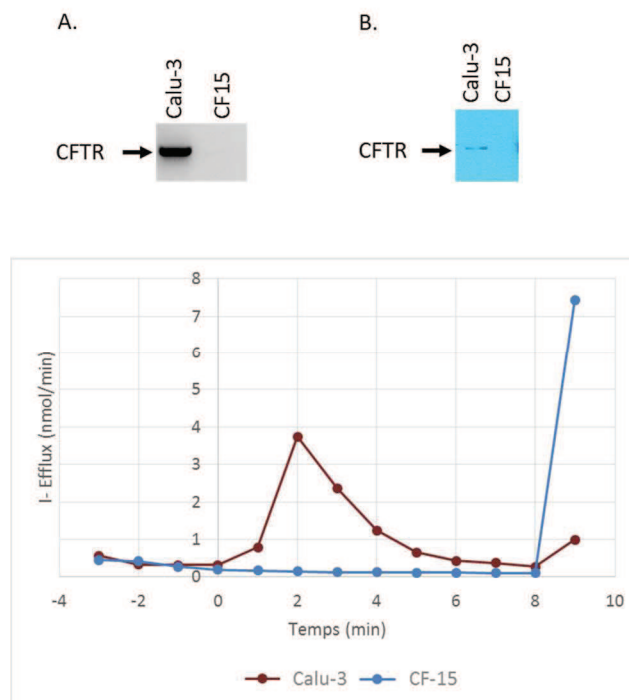 A.
B.
Calu-3
CF15
Calu-3
CF15
CFTR
CFTR
I- Efflux (nmol/min)
8
7
6
5
4
3
2
1
0
-4
-2
0
2
4
6
8
10
Temps (min)
Calu-3
CF-15